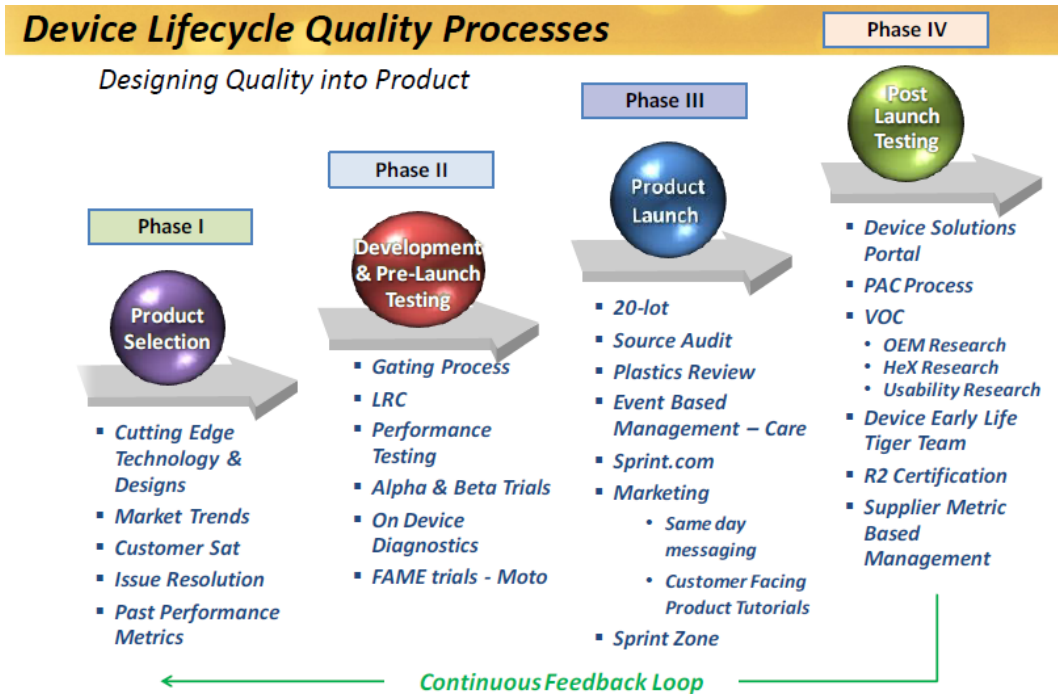 Device Lifecycle Quality Processes
Designing Quality into Product
Phase I
Product
Selection
▪ Cutting Edge
Technology &
Designs
▪ Market Trends
▪ Customer Sat
▪ Issue Resolution
▪ Past Performance
Metrics
Phase II
Development
& Pre-Launch
Testing
▪ Gating Process
▪ LRC
▪ Performance
Testing
▪ Alpha & Beta Trials
▪ On Device
Diagnostics
▪ FAME trials - Moto
Phase III
Product
Launch
▪ 20-lot
▪ Source Audit
▪ Plastics Review
▪ Event Based
Management – Care
▪ Sprint.com
▪ Marketing
• Same day
messaging
• Customer Facing
Product Tutorials
▪ Sprint Zone
Phase IV
Post
Launch
Testing
▪ Device Solutions
Portal
▪ PAC Process
▪ VOC
• OEM Research
• HeX Research
• Usability Research
▪ Device Early Life
Tiger Team
▪ R2 Certification
▪ Supplier Metric
Based
Management
Continuous Feedback Loop